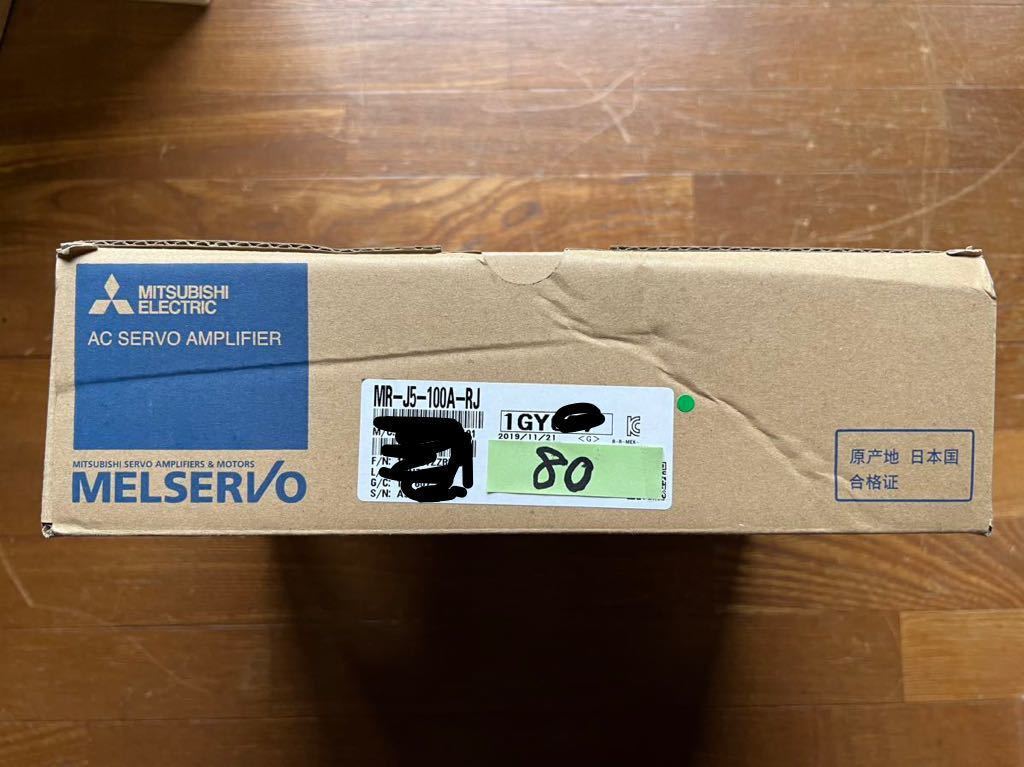 MITSUBISHI
ELECTRIC
AC SERVO AMPLIFIER
MITSUBISHI SERVO AMPLIFIERS & MOTORS
MELSERVO
MR-J5-100A-RJ
1GY
2019/11/21 <G>
F/N:
G/C:
S/N: A
80
原产地 日本国
合格证